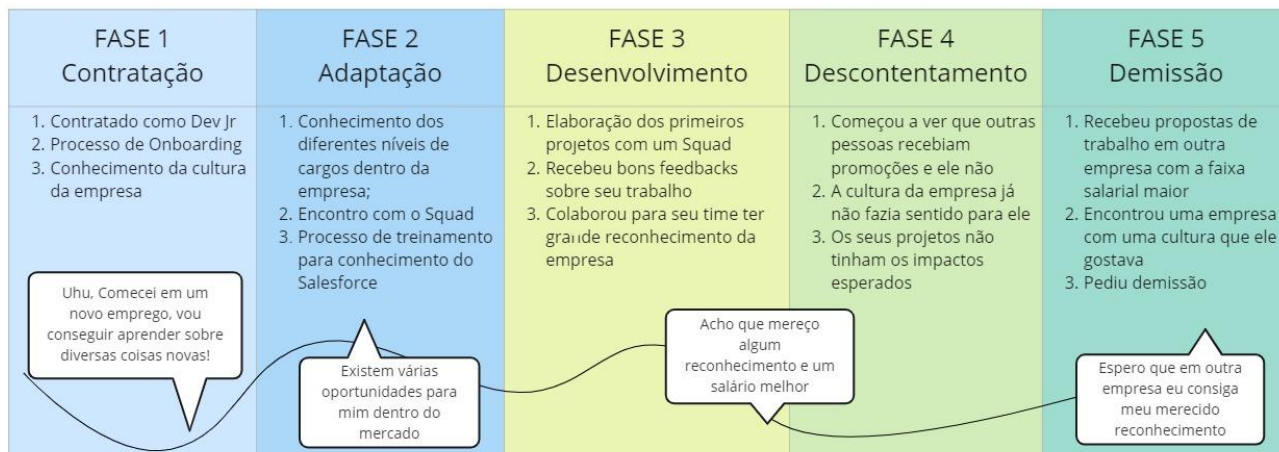 FASE 1
Contratação
1. Contratado como Dev Jr
2. Processo de Onboarding
3. Conhecimento da cultura
da empresa
Uhu, Comecei em um
novo emprego, vou
conseguir aprender sobre
diversas coisas novas!
FASE 2
Adaptação
1. Conhecimento dos
diferentes níveis de
cargos dentro da
empresa;
2. Encontro com o Squad
3. Processo de treinamento
para conhecimento do
Salesforce
Existem várias
oportunidades para
mim dentro do
mercado
FASE 3
Desenvolvimento
1. Elaboração dos primeiros
projetos com um Squad
2. Recebeu bons feedbacks
sobre seu trabalho
3. Colaborou para seu time ter
grande reconhecimento da
empresa
Acho que mereço
algum
reconhecimento e um
salário melhor
FASE 4
Descontentamento
1. Começou a ver que outras
pessoas recebiam
promoções e ele não
2. A cultura da empresa já
não fazia sentido para ele
3. Os seus projetos não
tinham os impactos
esperados
FASE 5
Demissão
1. Recebeu propostas de
trabalho em outra
empresa com a faixa
salarial maior
2. Encontrou uma empresa
com uma cultura que ele
gostava
3. Pediu demissão
Espero que em outra
empresa eu consiga
meu merecido
reconhecimento